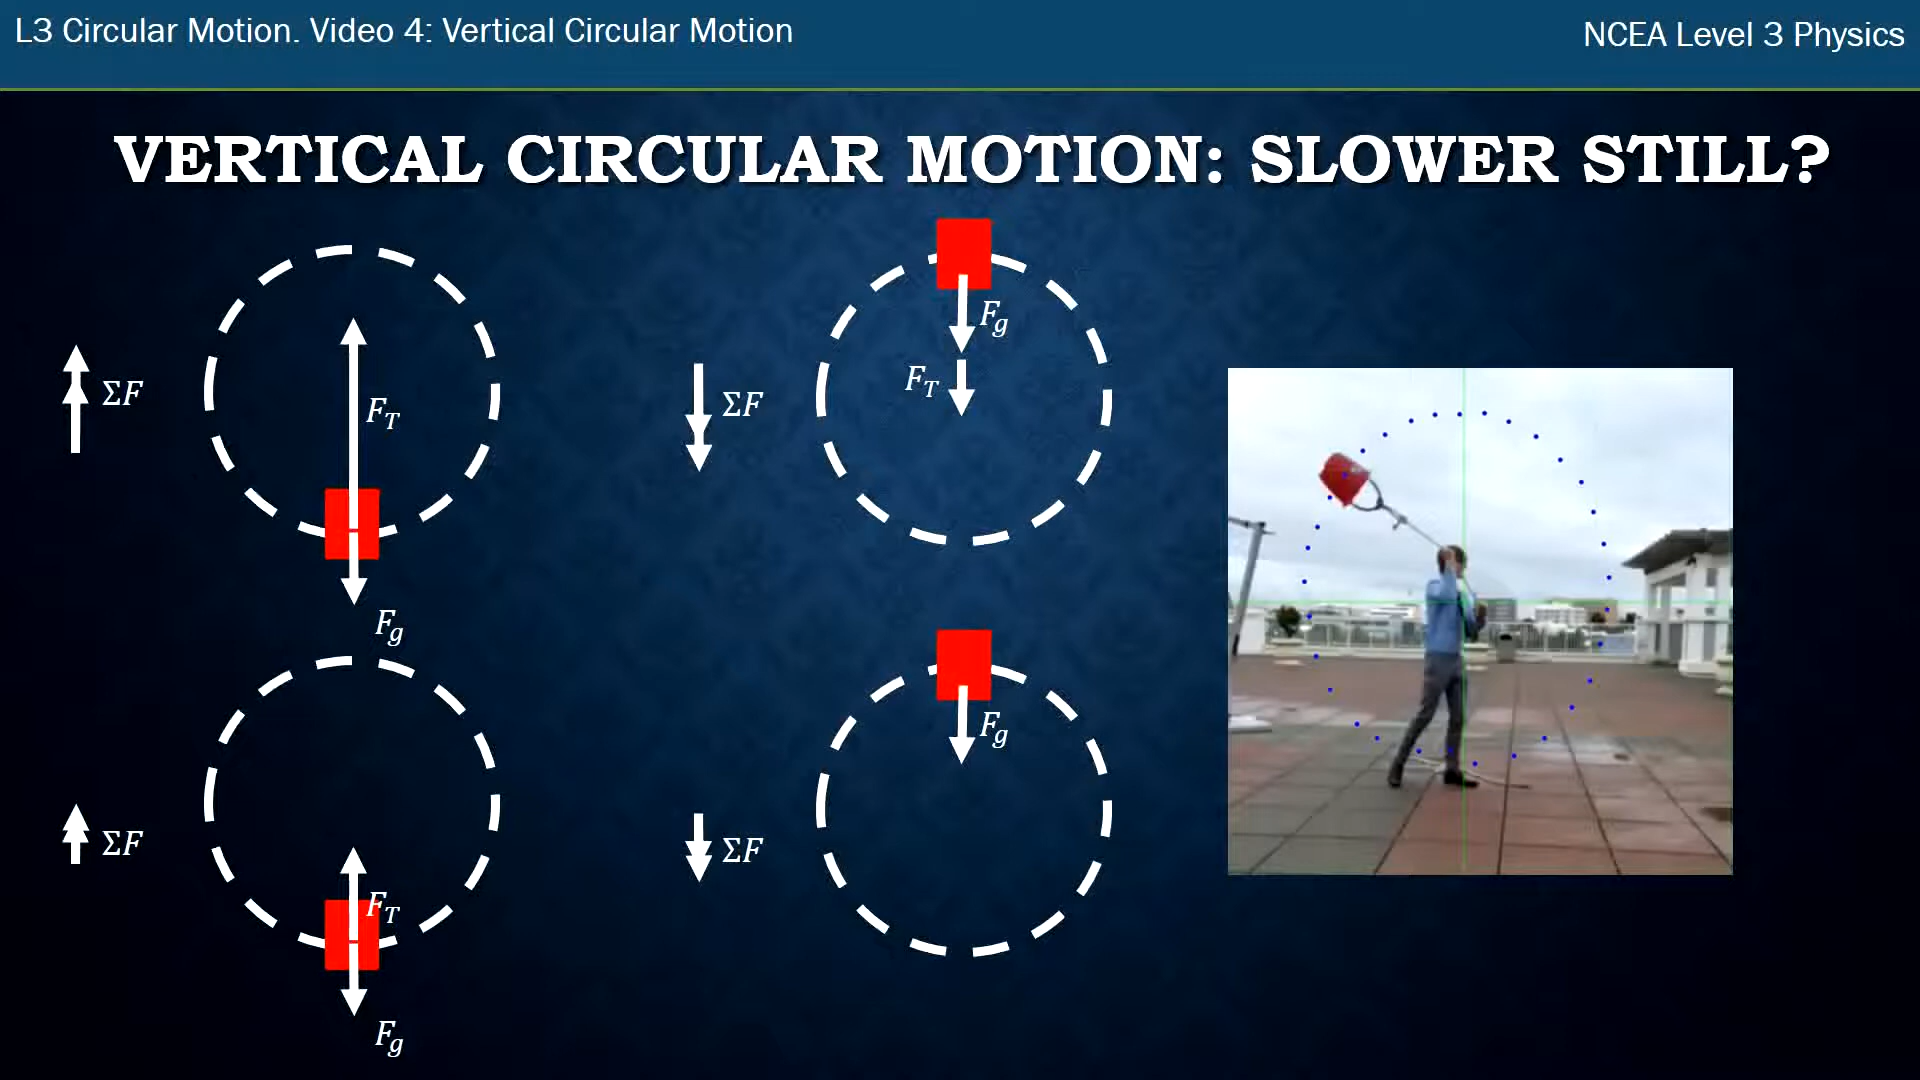 L3 Circular Motion. Video 4: Vertical Circular Motion
NCEA Level 3 Physics
VERTICAL CIRCULAR MOTION: SLOWER STILL?
ΣF
F_T
F_g
ΣF
F_g
F_T
ΣF
F_T
F_g
ΣF
F_g